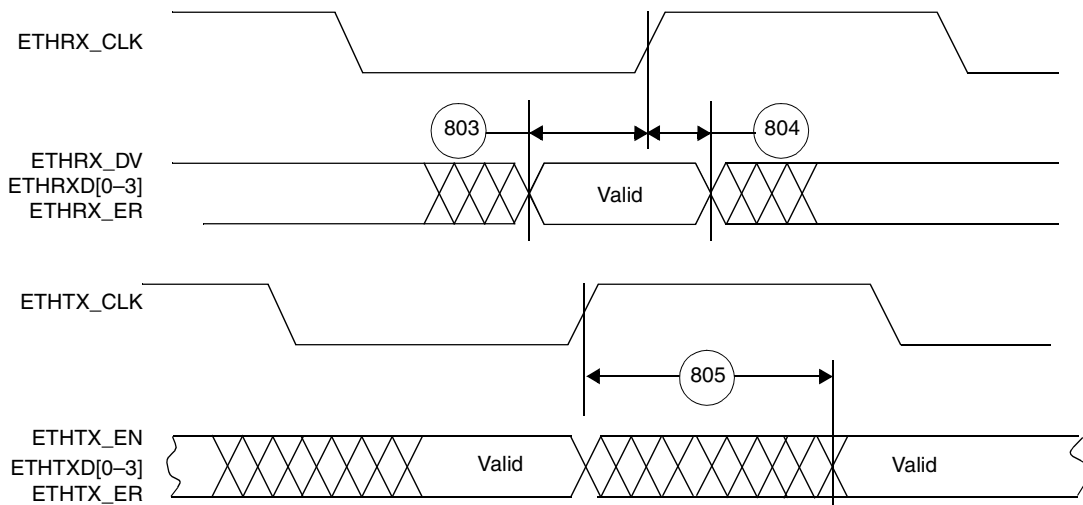 ETHRX_CLK
803
804
ETHRX_DV
ETHRXD[0–3]
Valid
ETHRX_ER
ETHTX_CLK
805
ETHTX_EN
ETHTXD[0–3]
Valid
Valid
ETHTX_ER